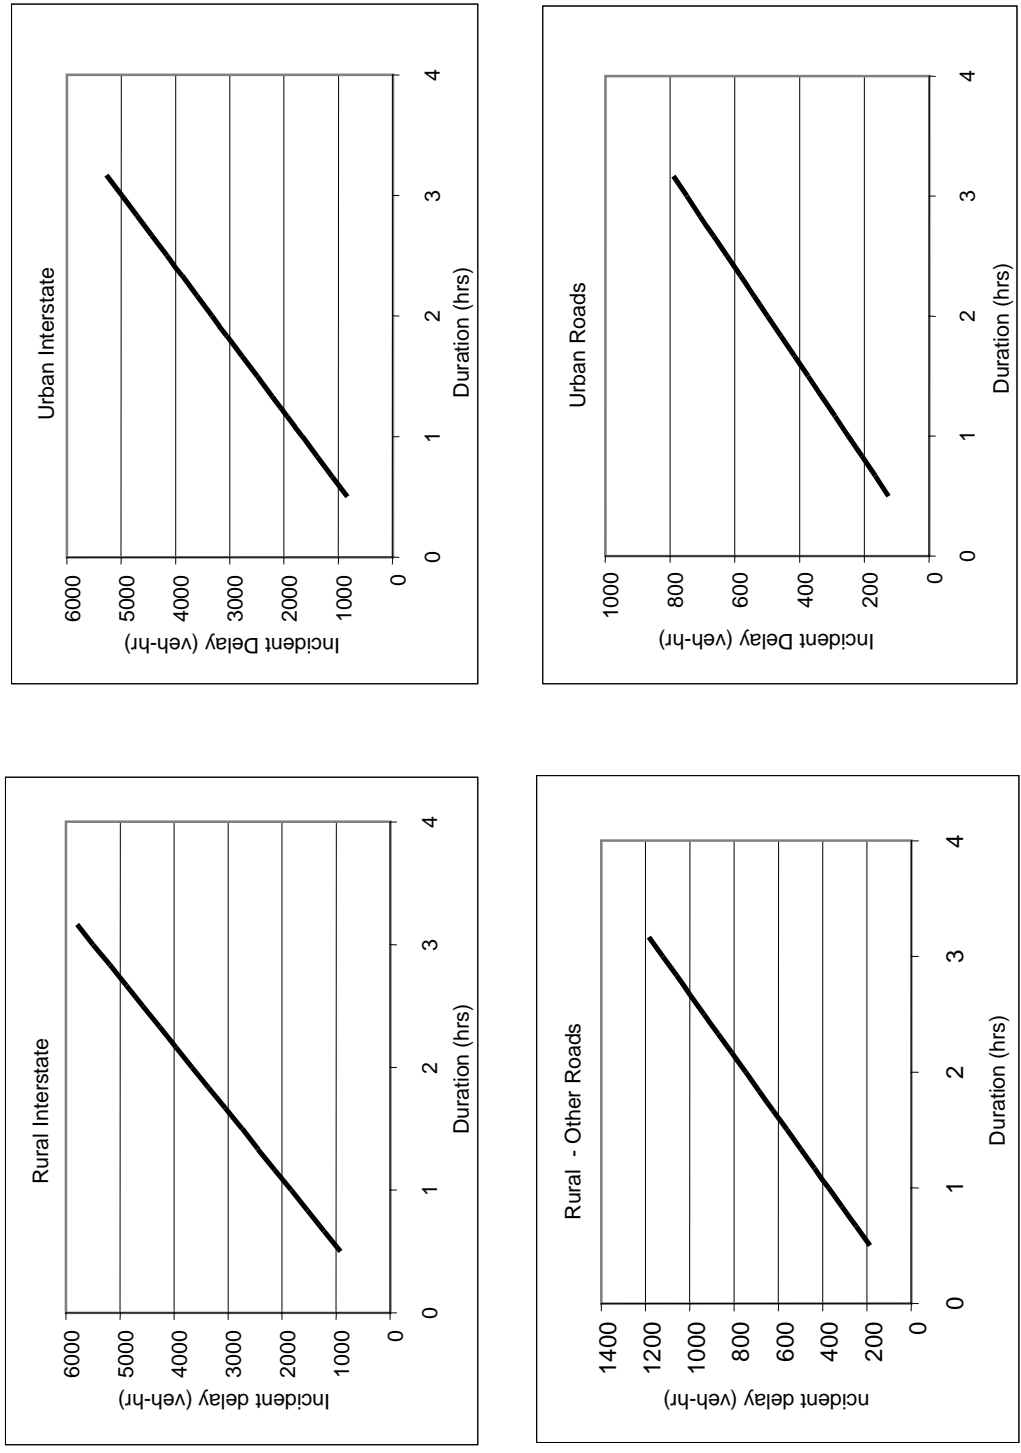 Rural Interstate
6000
5000
4000
3000
2000
1000
0
Incident delay (veh-hr)
0 1 2 3 4
Duration (hrs)
Urban Interstate
6000
5000
4000
3000
2000
1000
0
Incident Delay (veh-hr)
0 1 2 3 4
Duration (hrs)
Rural - Other Roads
1400
1200
1000
800
600
400
200
0
ncident delay (veh-hr)
0 1 2 3 4
Duration (hrs)
Urban Roads
1000
800
600
400
200
0
Incident Delay (veh-hr)
0 1 2 3 4
Duration (hrs)